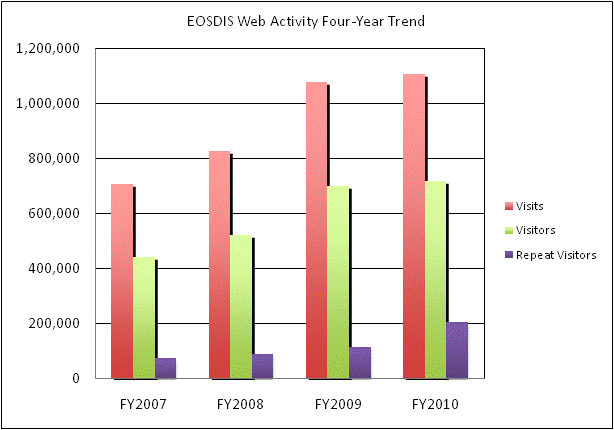 EOSDIS Web Activity Four-Year Trend
1,200,000
1,000,000
800,000
600,000
400,000
200,000
0
FY2007 FY2008 FY2009 FY2010
Visits
Visitors
Repeat Visitors